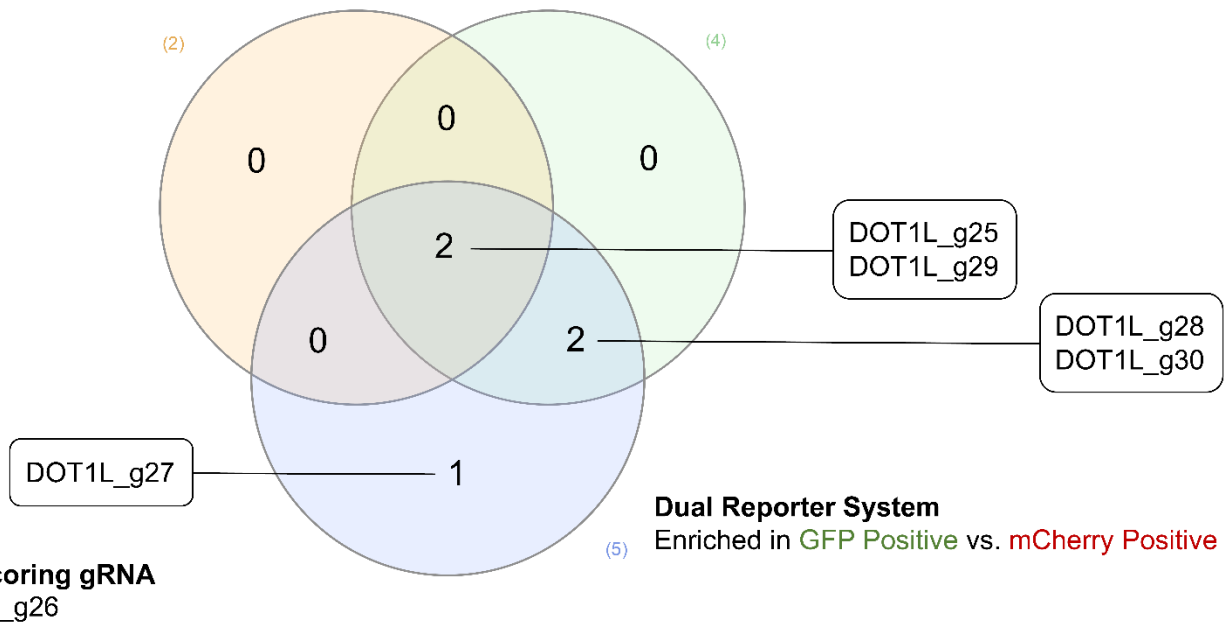 (2)
(4)
0
0
0
2
DOT1L_g25
DOT1L_g29
0
2
DOT1L_g28
DOT1L_g30
DOT1L_g27
1
Dual Reporter System
(5)
Enriched in GFP Positive vs. mCherry Positive
coring gRNA
_g26